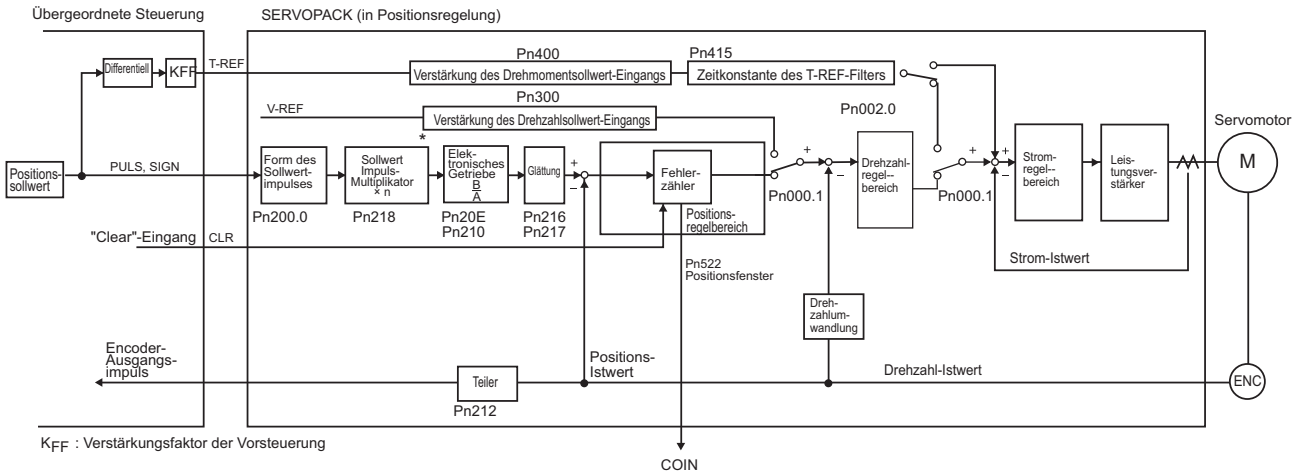 Übergeordnete Steuerung
SERVOPACK (in Positionsregelung)
Differentiell
KFF
T-REF
Pn400
Verstärkung des Drehmomentsollwert-Eingangs
Pn415
Zeitkonstante des T-REF-Filters
Pn002.0
V-REF
Pn300
Verstärkung des Drehzahlsollwert-Eingangs
*
Positions-
sollwert
PULS, SIGN
Form des
Sollwert-
impulses
Pn200.0
Sollwert
Impuls-
Multiplikator
× n
Pn218
Elek-
tronisches
Getriebe
B
A
Pn20E
Pn210
Glättung
Pn216
Pn217
+
−
Fehler-
zähler
Positions-
regelbereich
+
−
Pn000.1
Drehzahl-
regel--
bereich
+
Pn000.1
+
+
−
Strom-
regel--
bereich
Leis-
tungsver-
stärker
Servomotor
M
"Clear"-Eingang
CLR
Pn522
Positionsfenster
Strom-Istwert
Dreh-
zahlum-
wandlung
Encoder-
Ausgangs-
impuls
Teiler
Pn212
Positions-
Istwert
Drehzahl-Istwert
ENC
KFF : Verstärkungsfaktor der Vorsteuerung
COIN